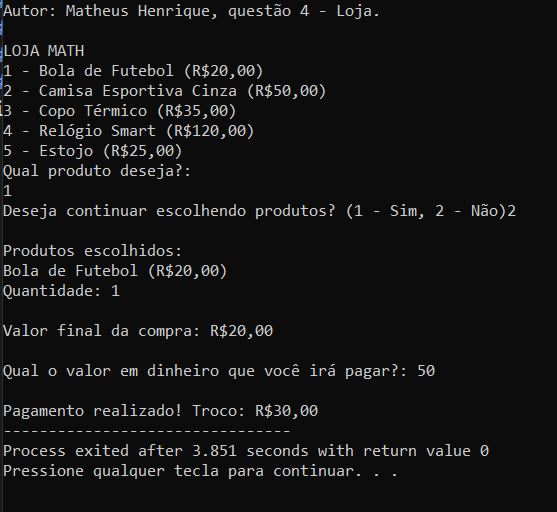 Autor: Matheus Henrique, questão 4 - Loja.
LOJA MATH
1 - Bola de Futebol (R$20,00)
2 - Camisa Esportiva Cinza (R$50,00)
3 - Copo Térmico (R$35,00)
4 - Relógio Smart (R$120,00)
5 - Estojo (R$25,00)
Qual produto deseja?:
1
Deseja continuar escolhendo produtos? (1 - Sim, 2 - Não)2
Produtos escolhidos:
Bola de Futebol (R$20,00)
Quantidade: 1
Valor final da compra: R$20,00
Qual o valor em dinheiro que você irá pagar?: 50
Pagamento realizado! Troco: R$30,00
--------------------------------
Process exited after 3.851 seconds with return value 0
Pressione qualquer tecla para continuar. . .